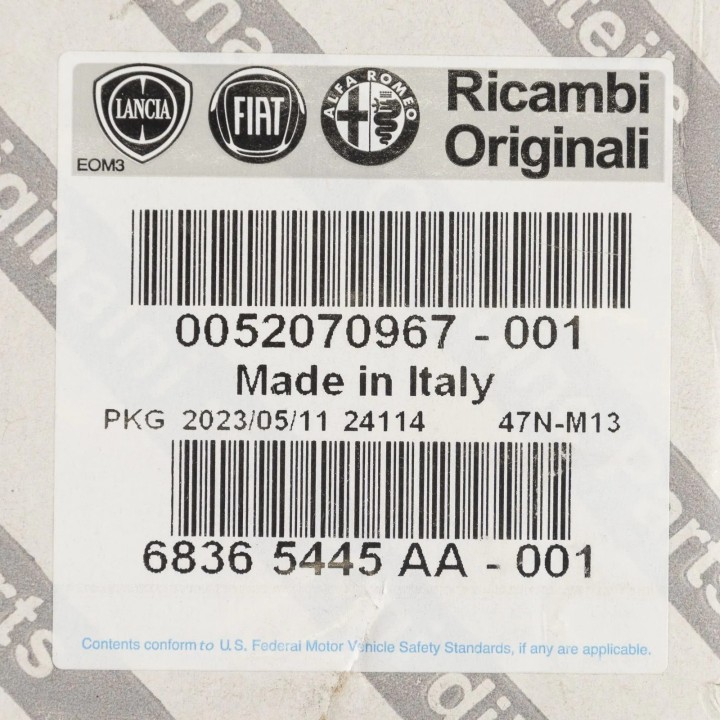 LANCIA
FIAT
ALFA ROMEO
Ricambi
Originali
EOM3
0052070967 - 001
Made in Italy
PKG 2023/05/11 24114 47N-M13
6836 5445 AA - 001
Contents conform to U.S. Federal Motor Vehicle Safety Standards, if any are applicable.